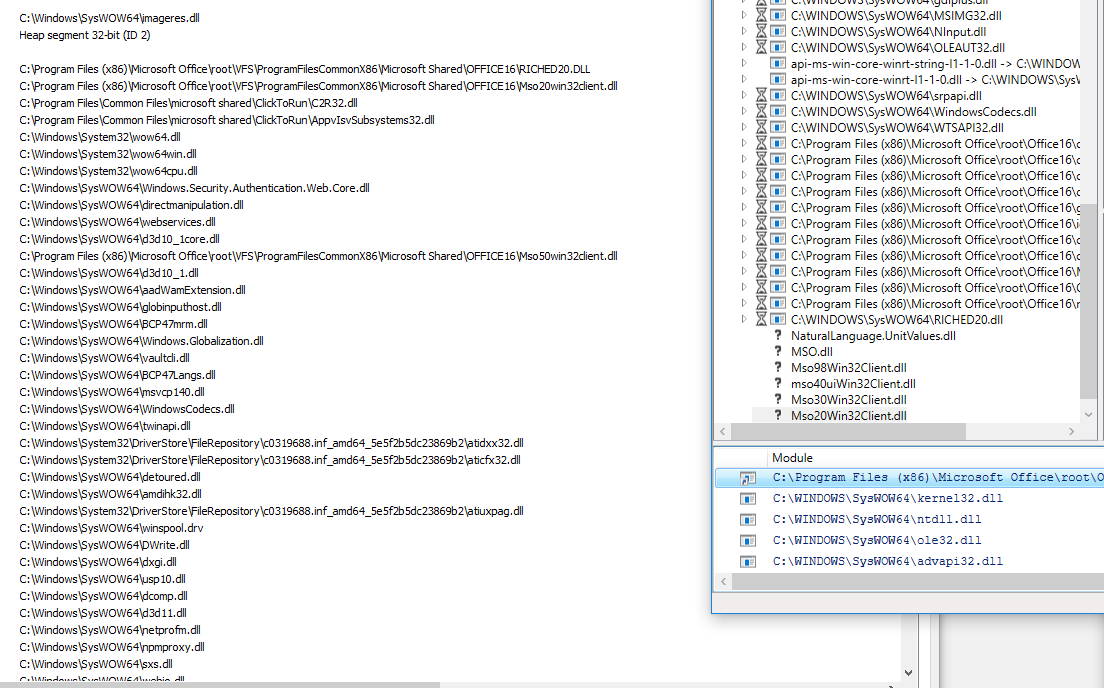 C:\Windows\SysWOW64\imageres.dll
Heap segment 32-bit (ID 2)
C:\Program Files (x86)\Microsoft Office\root\VFS\ProgramFilesCommonX86\Microsoft Shared\OFFICE16\RICHED20.DLL
C:\Program Files (x86)\Microsoft Office\root\VFS\ProgramFilesCommonX86\Microsoft Shared\OFFICE16\Mso20win32client.dll
C:\Program Files\Common Files\microsoft shared\ClickToRun\C2R32.dll
C:\Program Files\Common Files\microsoft shared\ClickToRun\AppvIsvSubsystems32.dll
C:\Windows\System32\wow64.dll
C:\Windows\System32\wow64win.dll
C:\Windows\System32\wow64cpu.dll
C:\Windows\SysWOW64\Windows.Security.Authentication.Web.Core.dll
C:\Windows\SysWOW64\directmanipulation.dll
C:\Windows\SysWOW64\webservices.dll
C:\Windows\SysWOW64\d3d10_1core.dll
C:\Program Files (x86)\Microsoft Office\root\VFS\ProgramFilesCommonX86\Microsoft Shared\OFFICE16\Mso50win32client.dll
C:\Windows\SysWOW64\d3d10_1.dll
C:\Windows\SysWOW64\aadWamExtension.dll
C:\Windows\SysWOW64\globinputhost.dll
C:\Windows\SysWOW64\BCP47mrm.dll
C:\Windows\SysWOW64\Windows.Globalization.dll
C:\Windows\SysWOW64\vaultcli.dll
C:\Windows\SysWOW64\BCP47Langs.dll
C:\Windows\SysWOW64\msvcp140.dll
C:\Windows\SysWOW64\WindowsCodecs.dll
C:\Windows\SysWOW64\twinapi.dll
C:\Windows\System32\DriverStore\FileRepository\c0319688.inf_amd64_5e5f2b5dc23869b2\atidxx32.dll
C:\Windows\System32\DriverStore\FileRepository\c0319688.inf_amd64_5e5f2b5dc23869b2\aticfx32.dll
C:\Windows\SysWOW64\detoured.dll
C:\Windows\SysWOW64\amdihk32.dll
C:\Windows\System32\DriverStore\FileRepository\c0319688.inf_amd64_5e5f2b5dc23869b2\atiuxpag.dll
C:\Windows\SysWOW64\winspool.drv
C:\Windows\SysWOW64\DWrite.dll
C:\Windows\SysWOW64\dxgi.dll
C:\Windows\SysWOW64\usp10.dll
C:\Windows\SysWOW64\dcomp.dll
C:\Windows\SysWOW64\d3d11.dll
C:\Windows\SysWOW64\netprofm.dll
C:\Windows\SysWOW64\npmproxy.dll
C:\Windows\SysWOW64\sxs.dll
C:\Windows\SysWOW64\webio.dll
C:\WINDOWS\SysWOW64\gdiplus.dll
C:\WINDOWS\SysWOW64\MSIMG32.dll
C:\WINDOWS\SysWOW64\NInput.dll
C:\WINDOWS\SysWOW64\OLEAUT32.dll
api-ms-win-core-winrt-string-l1-1-0.dll -> C:\WINDOW
api-ms-win-core-winrt-l1-1-0.dll -> C:\WINDOWS\SysW
C:\WINDOWS\SysWOW64\srpapi.dll
C:\WINDOWS\SysWOW64\WindowsCodecs.dll
C:\WINDOWS\SysWOW64\WTSAPI32.dll
C:\Program Files (x86)\Microsoft Office\root\Office16\
C:\Program Files (x86)\Microsoft Office\root\Office16\
C:\Program Files (x86)\Microsoft Office\root\Office16\
C:\Program Files (x86)\Microsoft Office\root\Office16\
C:\Program Files (x86)\Microsoft Office\root\Office16\
C:\Program Files (x86)\Microsoft Office\root\Office16\
C:\Program Files (x86)\Microsoft Office\root\Office16\
C:\Program Files (x86)\Microsoft Office\root\Office16\
C:\Program Files (x86)\Microsoft Office\root\Office16\
C:\Program Files (x86)\Microsoft Office\root\Office16\
C:\Program Files (x86)\Microsoft Office\root\Office16\
C:\WINDOWS\SysWOW64\RICHED20.dll
NaturalLanguage.UnitValues.dll
MSO.dll
Mso98Win32Client.dll
mso40uiWin32Client.dll
Mso30Win32Client.dll
Mso20Win32Client.dll
Module
C:\Program Files (x86)\Microsoft Office\root\O
C:\WINDOWS\SysWOW64\kernel32.dll
C:\WINDOWS\SysWOW64\ntdll.dll
C:\WINDOWS\SysWOW64\ole32.dll
C:\WINDOWS\SysWOW64\advapi32.dll